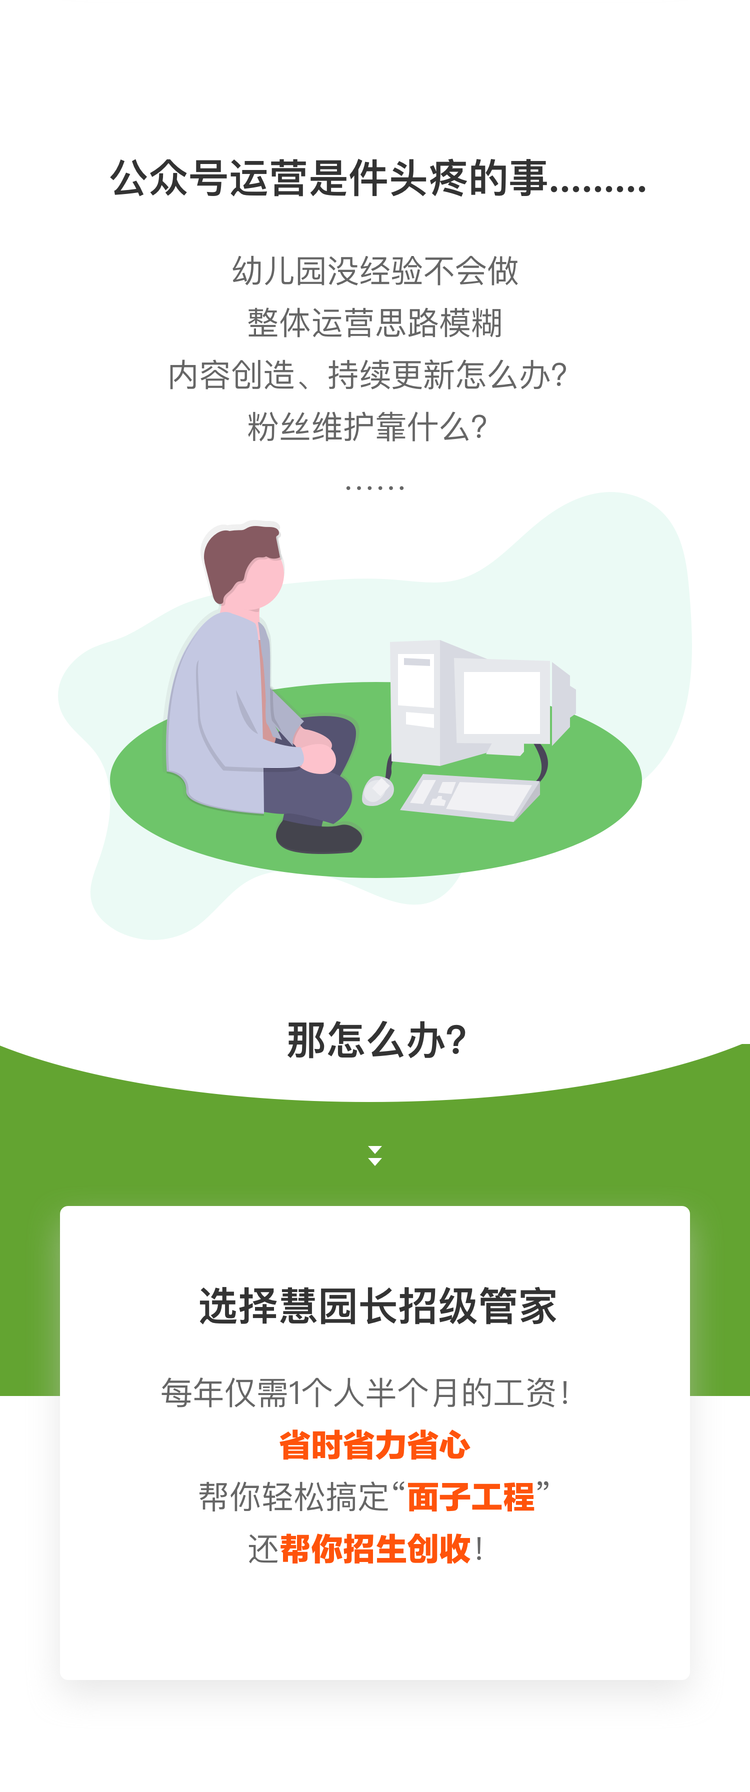 公众号运营是件头疼的事.........
幼儿园没经验不会做
整体运营思路模糊
内容创造、持续更新怎么办？
粉丝维护靠什么？
......
那怎么办？
选择慧园长招级管家
每年仅需1个人半个月的工资！
省时省力省心
帮你轻松搞定“面子工程”
还帮你招生创收！